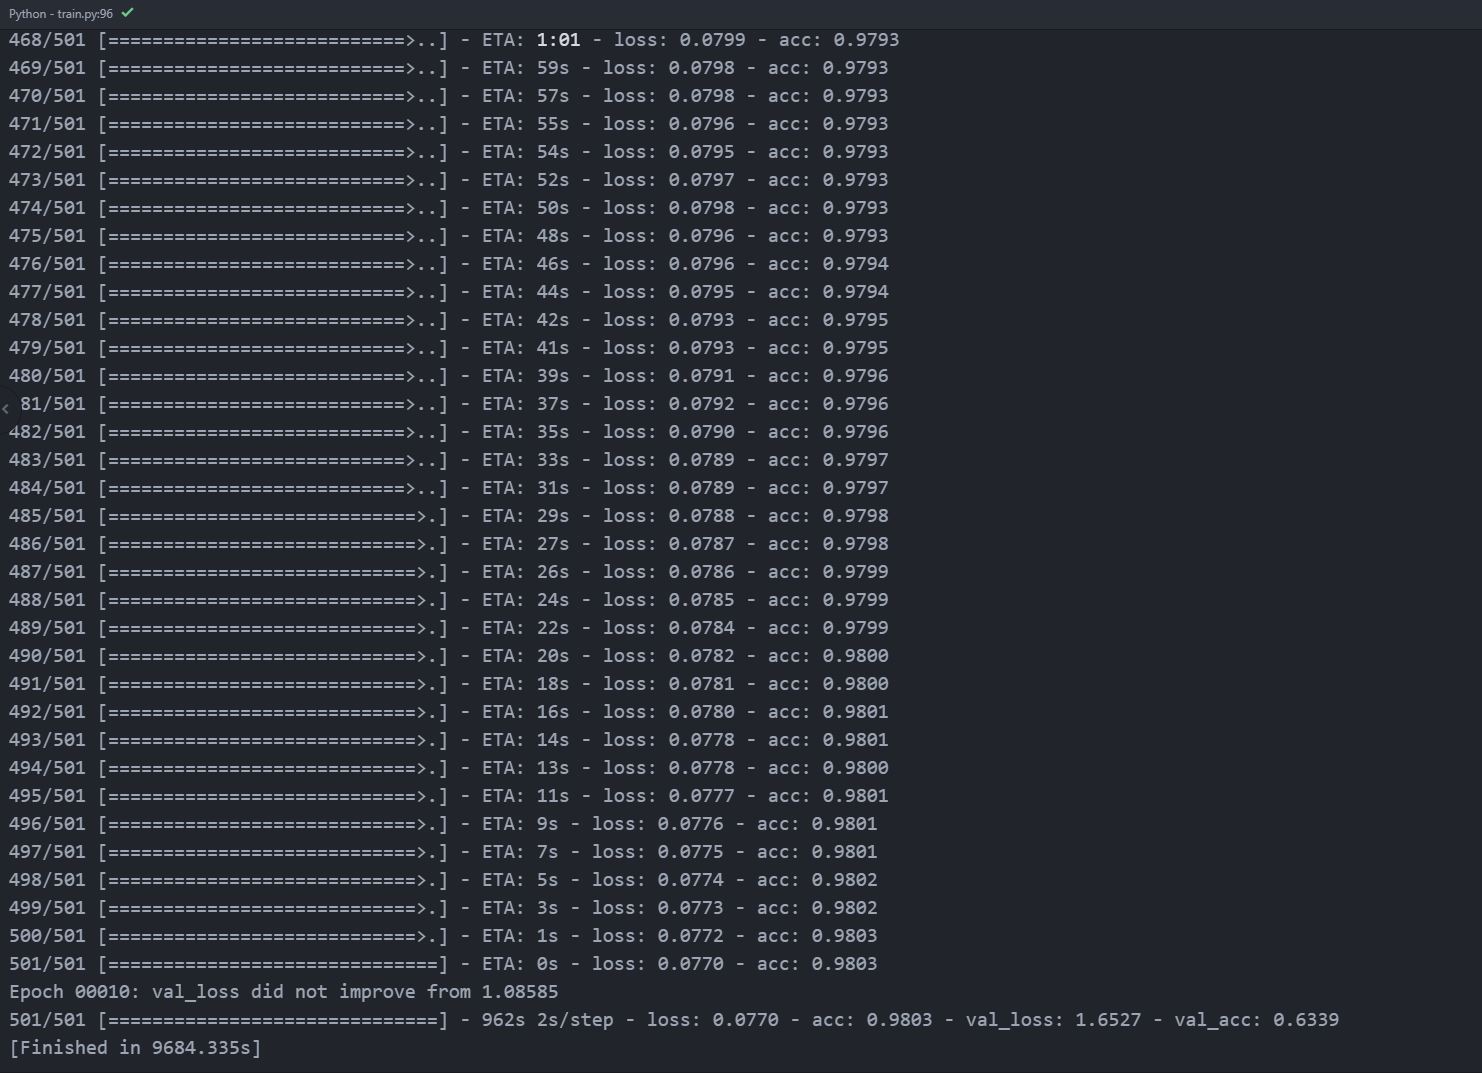 Python - train.py:96
468/501 [===========================>..] - ETA: 1:01 - loss: 0.0799 - acc: 0.9793
469/501 [===========================>..] - ETA: 59s - loss: 0.0798 - acc: 0.9793
470/501 [===========================>..] - ETA: 57s - loss: 0.0798 - acc: 0.9793
471/501 [===========================>..] - ETA: 55s - loss: 0.0796 - acc: 0.9793
472/501 [===========================>..] - ETA: 54s - loss: 0.0795 - acc: 0.9793
473/501 [===========================>..] - ETA: 52s - loss: 0.0797 - acc: 0.9793
474/501 [===========================>..] - ETA: 50s - loss: 0.0798 - acc: 0.9793
475/501 [===========================>..] - ETA: 48s - loss: 0.0796 - acc: 0.9793
476/501 [===========================>..] - ETA: 46s - loss: 0.0796 - acc: 0.9794
477/501 [===========================>..] - ETA: 44s - loss: 0.0795 - acc: 0.9794
478/501 [===========================>..] - ETA: 42s - loss: 0.0793 - acc: 0.9795
479/501 [===========================>..] - ETA: 41s - loss: 0.0793 - acc: 0.9795
480/501 [===========================>..] - ETA: 39s - loss: 0.0791 - acc: 0.9796
81/501 [===========================>..] - ETA: 37s - loss: 0.0792 - acc: 0.9796
482/501 [===========================>..] - ETA: 35s - loss: 0.0790 - acc: 0.9796
483/501 [===========================>..] - ETA: 33s - loss: 0.0789 - acc: 0.9797
484/501 [===========================>..] - ETA: 31s - loss: 0.0789 - acc: 0.9797
485/501 [============================>.] - ETA: 29s - loss: 0.0788 - acc: 0.9798
486/501 [============================>.] - ETA: 27s - loss: 0.0787 - acc: 0.9798
487/501 [============================>.] - ETA: 26s - loss: 0.0786 - acc: 0.9799
488/501 [============================>.] - ETA: 24s - loss: 0.0785 - acc: 0.9799
489/501 [============================>.] - ETA: 22s - loss: 0.0784 - acc: 0.9799
490/501 [============================>.] - ETA: 20s - loss: 0.0782 - acc: 0.9800
491/501 [============================>.] - ETA: 18s - loss: 0.0781 - acc: 0.9800
492/501 [============================>.] - ETA: 16s - loss: 0.0780 - acc: 0.9801
493/501 [============================>.] - ETA: 14s - loss: 0.0778 - acc: 0.9801
494/501 [============================>.] - ETA: 13s - loss: 0.0778 - acc: 0.9800
495/501 [============================>.] - ETA: 11s - loss: 0.0777 - acc: 0.9801
496/501 [============================>.] - ETA: 9s - loss: 0.0776 - acc: 0.9801
497/501 [============================>.] - ETA: 7s - loss: 0.0775 - acc: 0.9801
498/501 [============================>.] - ETA: 5s - loss: 0.0774 - acc: 0.9802
499/501 [============================>.] - ETA: 3s - loss: 0.0773 - acc: 0.9802
500/501 [============================>.] - ETA: 1s - loss: 0.0772 - acc: 0.9803
501/501 [==============================] - ETA: 0s - loss: 0.0770 - acc: 0.9803
Epoch 00010: val_loss did not improve from 1.08585
501/501 [==============================] - 962s 2s/step - loss: 0.0770 - acc: 0.9803 - val_loss: 1.6527 - val_acc: 0.6339
[Finished in 9684.335s]